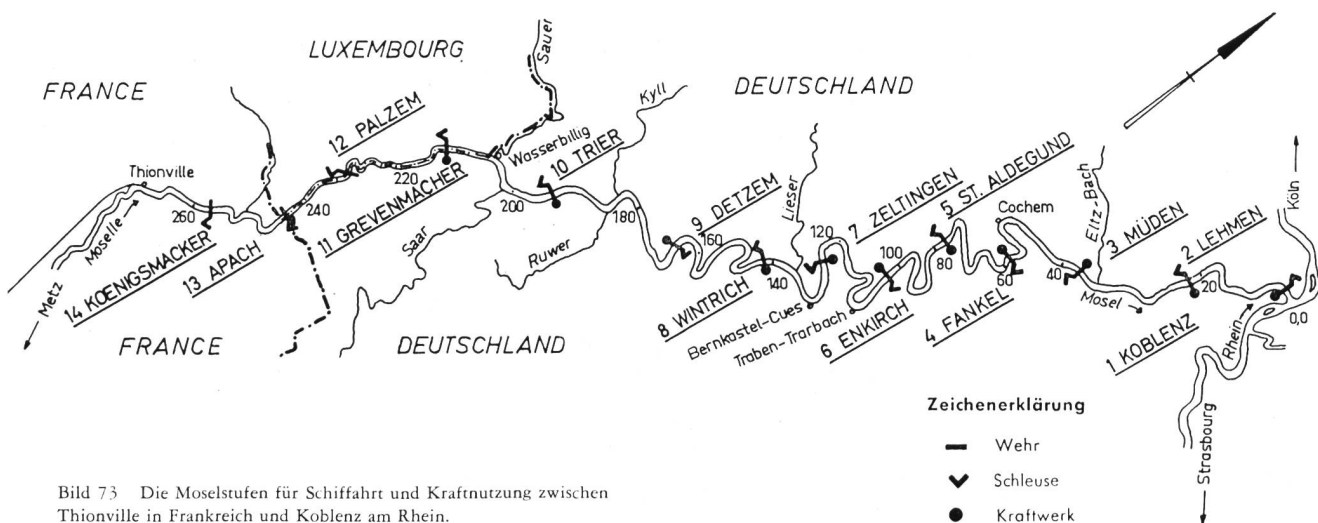 FRANCE
LUXEMBOURG
DEUTSCHLAND
Sauer
Kyll
12 PALZEM
Wasserbillig
10 TRIER
Thionville
Moselle
← Metz
260
240
220
200
180
14 KOENIGSMACKER
13 APACH
11 GREVENMACHER
Saar
Ruwer
FRANCE
DEUTSCHLAND
9 DETZEM
160
140
8 WINTRICH
Lieser
120
7 ZELTINGEN
Bernkastel-Cues
Traben-Trarbach
100
6 ENKIRCH
5 ST. ALDEGUND
80
Cochem
60
4 FANKEL
Eltz-Bach
40
3 MÜDEN
Mosel →
2 LEHMEN
20
1 KOBLENZ
Rhein
0,0
Köln →
← Strasbourg
Zeichenerklärung
Wehr
Schleuse
Kraftwerk
Bild 73 Die Moselstufen für Schiffahrt und Kraftnutzung zwischen
Thionville in Frankreich und Koblenz am Rhein.